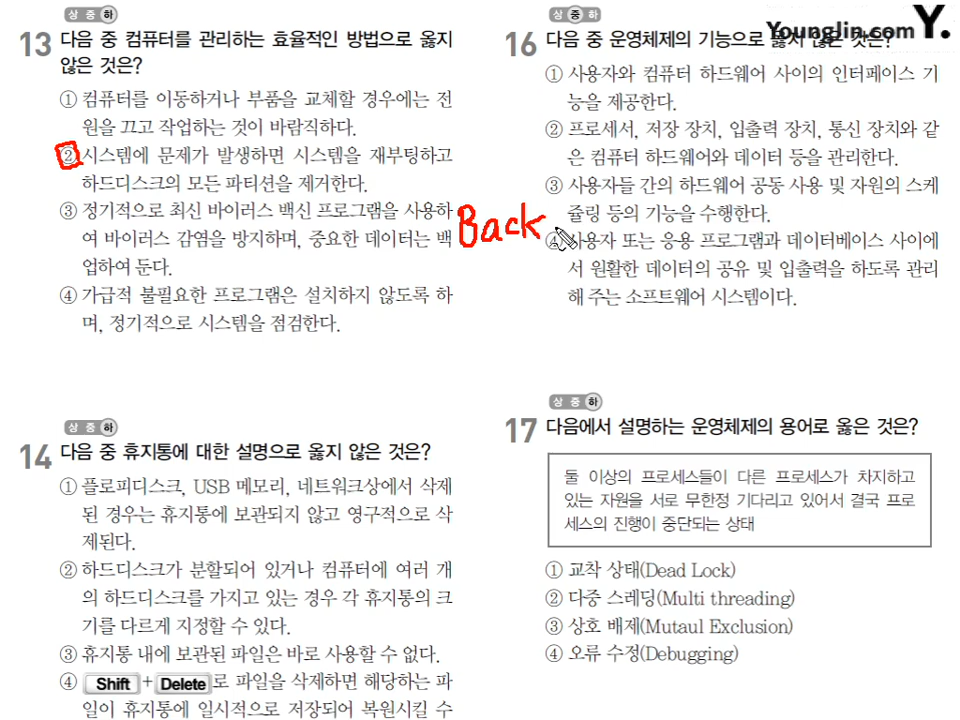 상 중 하
13 다음 중 컴퓨터를 관리하는 효율적인 방법으로 옳지
않은 것은?
① 컴퓨터를 이동하거나 부품을 교체할 경우에는 전
원을 끄고 작업하는 것이 바람직하다.
② 시스템에 문제가 발생하면 시스템을 재부팅하고
하드디스크의 모든 파티션을 제거한다.
③ 정기적으로 최신 바이러스 백신 프로그램을 사용하
여 바이러스 감염을 방지하며, 중요한 데이터는 백
업하여 둔다.
④ 가급적 불필요한 프로그램은 설치하지 않도록 하
며, 정기적으로 시스템을 점검한다.
Back
상 중 하
14 다음 중 휴지통에 대한 설명으로 옳지 않은 것은?
① 플로피디스크, USB 메모리, 네트워크상에서 삭제
된 경우는 휴지통에 보관되지 않고 영구적으로 삭
제된다.
② 하드디스크가 분할되어 있거나 컴퓨터에 여러 개
의 하드디스크를 가지고 있는 경우 각 휴지통의 크
기를 다르게 지정할 수 있다.
③ 휴지통 내에 보관된 파일은 바로 사용할 수 없다.
④ Shift + Delete 로 파일을 삭제하면 해당하는 파
일이 휴지통에 일시적으로 저장되어 복원시킬 수
상 중 하
16 다음 중 운영체제의 기능으로 옳지 않은 것은?
Younglin.com Y.
① 사용자와 컴퓨터 하드웨어 사이의 인터페이스 기
능을 제공한다.
② 프로세서, 저장 장치, 입출력 장치, 통신 장치와 같
은 컴퓨터 하드웨어와 데이터 등을 관리한다.
③ 사용자들 간의 하드웨어 공동 사용 및 자원의 스케
쥴링 등의 기능을 수행한다.
④ 사용자 또는 응용 프로그램과 데이터베이스 사이에
서 원활한 데이터의 공유 및 입출력을 하도록 관리
해 주는 소프트웨어 시스템이다.
상 중 하
17 다음에서 설명하는 운영체제의 용어로 옳은 것은?
둘 이상의 프로세스들이 다른 프로세스가 차지하고
있는 자원을 서로 무한정 기다리고 있어서 결국 프로
세스의 진행이 중단되는 상태
① 교착 상태(Dead Lock)
② 다중 스레딩(Multi threading)
③ 상호 배제(Mutaul Exclusion)
④ 오류 수정(Debugging)